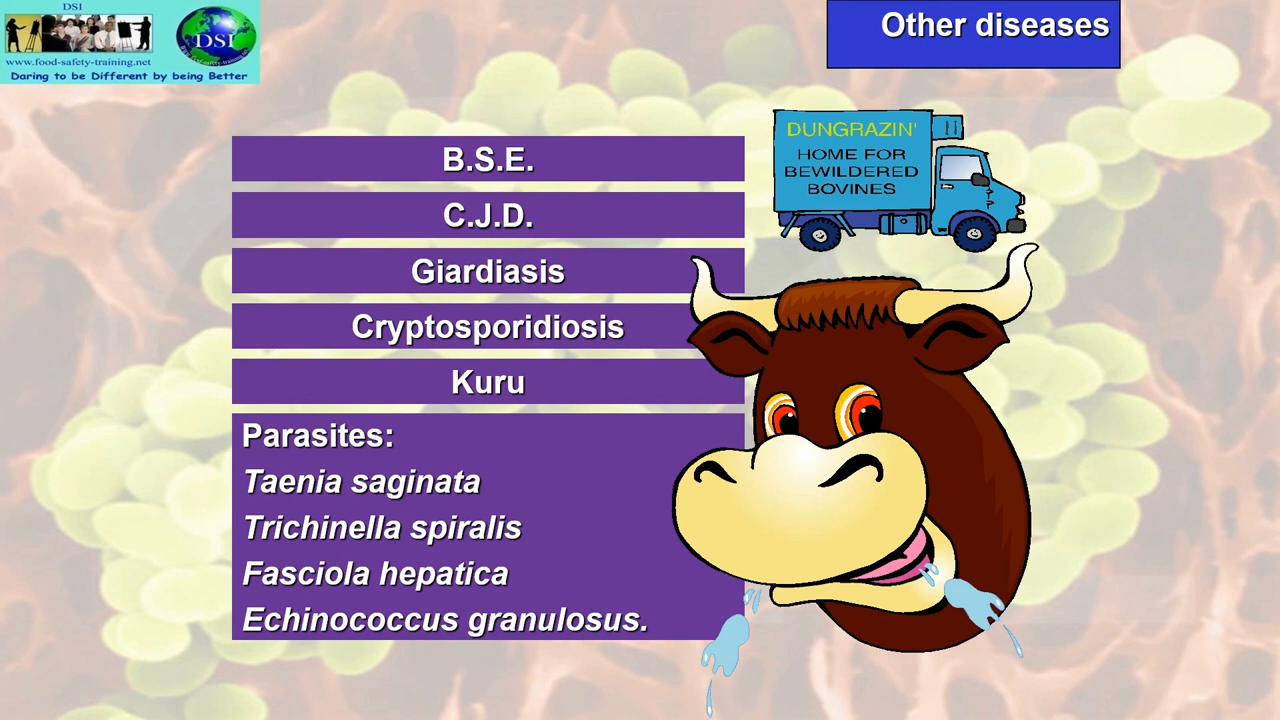 DSI
DSI
www.food-safety-training.net
Daring to be Different by being Better
Other diseases
DUNGRAZIN'
HOME FOR
BEWILDERED
BOVINES
B.S.E.
C.J.D.
Giardiasis
Cryptosporidiosis
Kuru
Parasites:
Taenia saginata
Trichinella spiralis
Fasciola hepatica
Echinococcus granulosus.